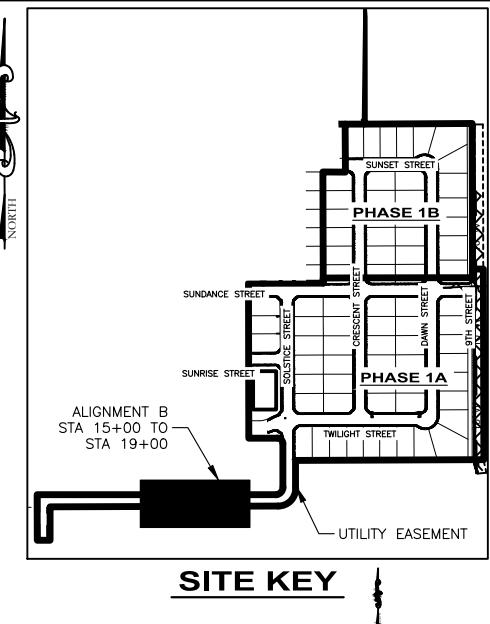 NORTH
SUNSET STREET
PHASE 1B
CRESCENT STREET
DAWN STREET
9TH STREET
SUNDANCE STREET
SOLSTICE STREET
SUNRISE STREET
PHASE 1A
TWILIGHT STREET
ALIGNMENT B
STA 15+00 TO
STA 19+00
UTILITY EASEMENT
SITE KEY